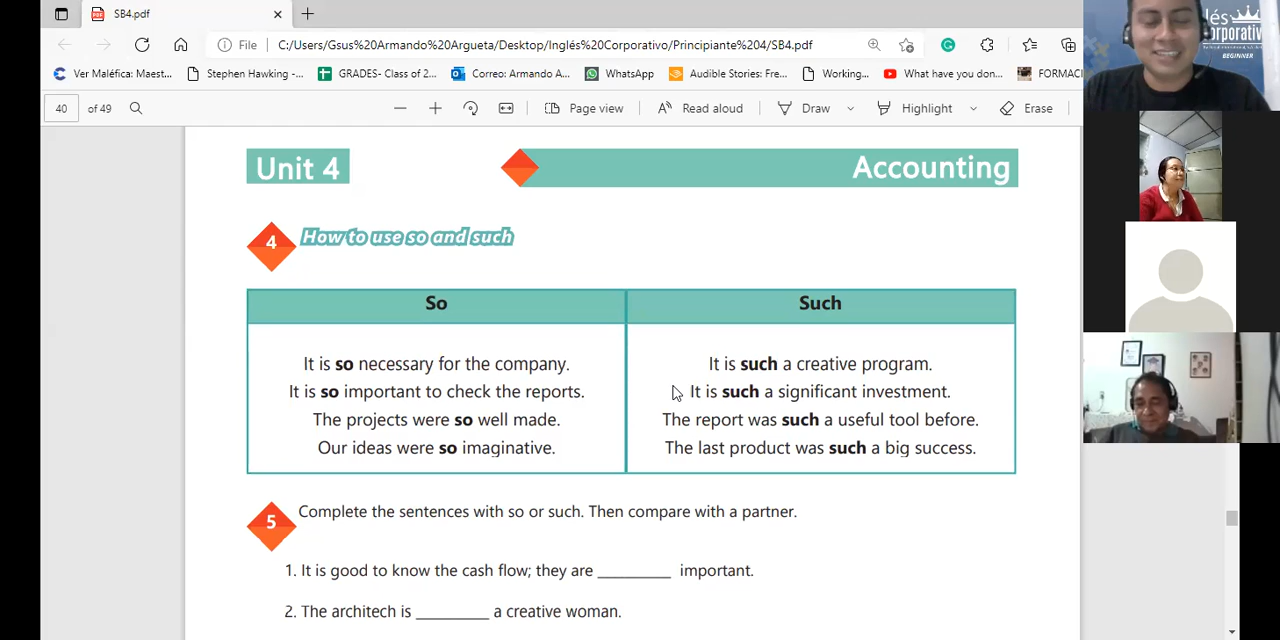 SB4.pdf
File C:/Users/Gsus%20Armando%20Argueta/Desktop/Inglés%20Corporativo/Principiante%204/SB4.pdf
Ver Maléfica: Maest... Stephen Hawking -... GRADES- Class of 2... Correo: Armando A... WhatsApp Audible Stories: Fre... Working... What have you don... FORMACI
40 of 49 Page view Read aloud Draw Highlight Erase
BEGINNER
Unit 4 Accounting
4 How to use so and such
So Such
It is so necessary for the company. It is such a creative program.
It is so important to check the reports. It is such a significant investment.
The projects were so well made. The report was such a useful tool before.
Our ideas were so imaginative. The last product was such a big success.
5 Complete the sentences with so or such. Then compare with a partner.
1. It is good to know the cash flow; they are _________ important.
2. The architech is _________ a creative woman.